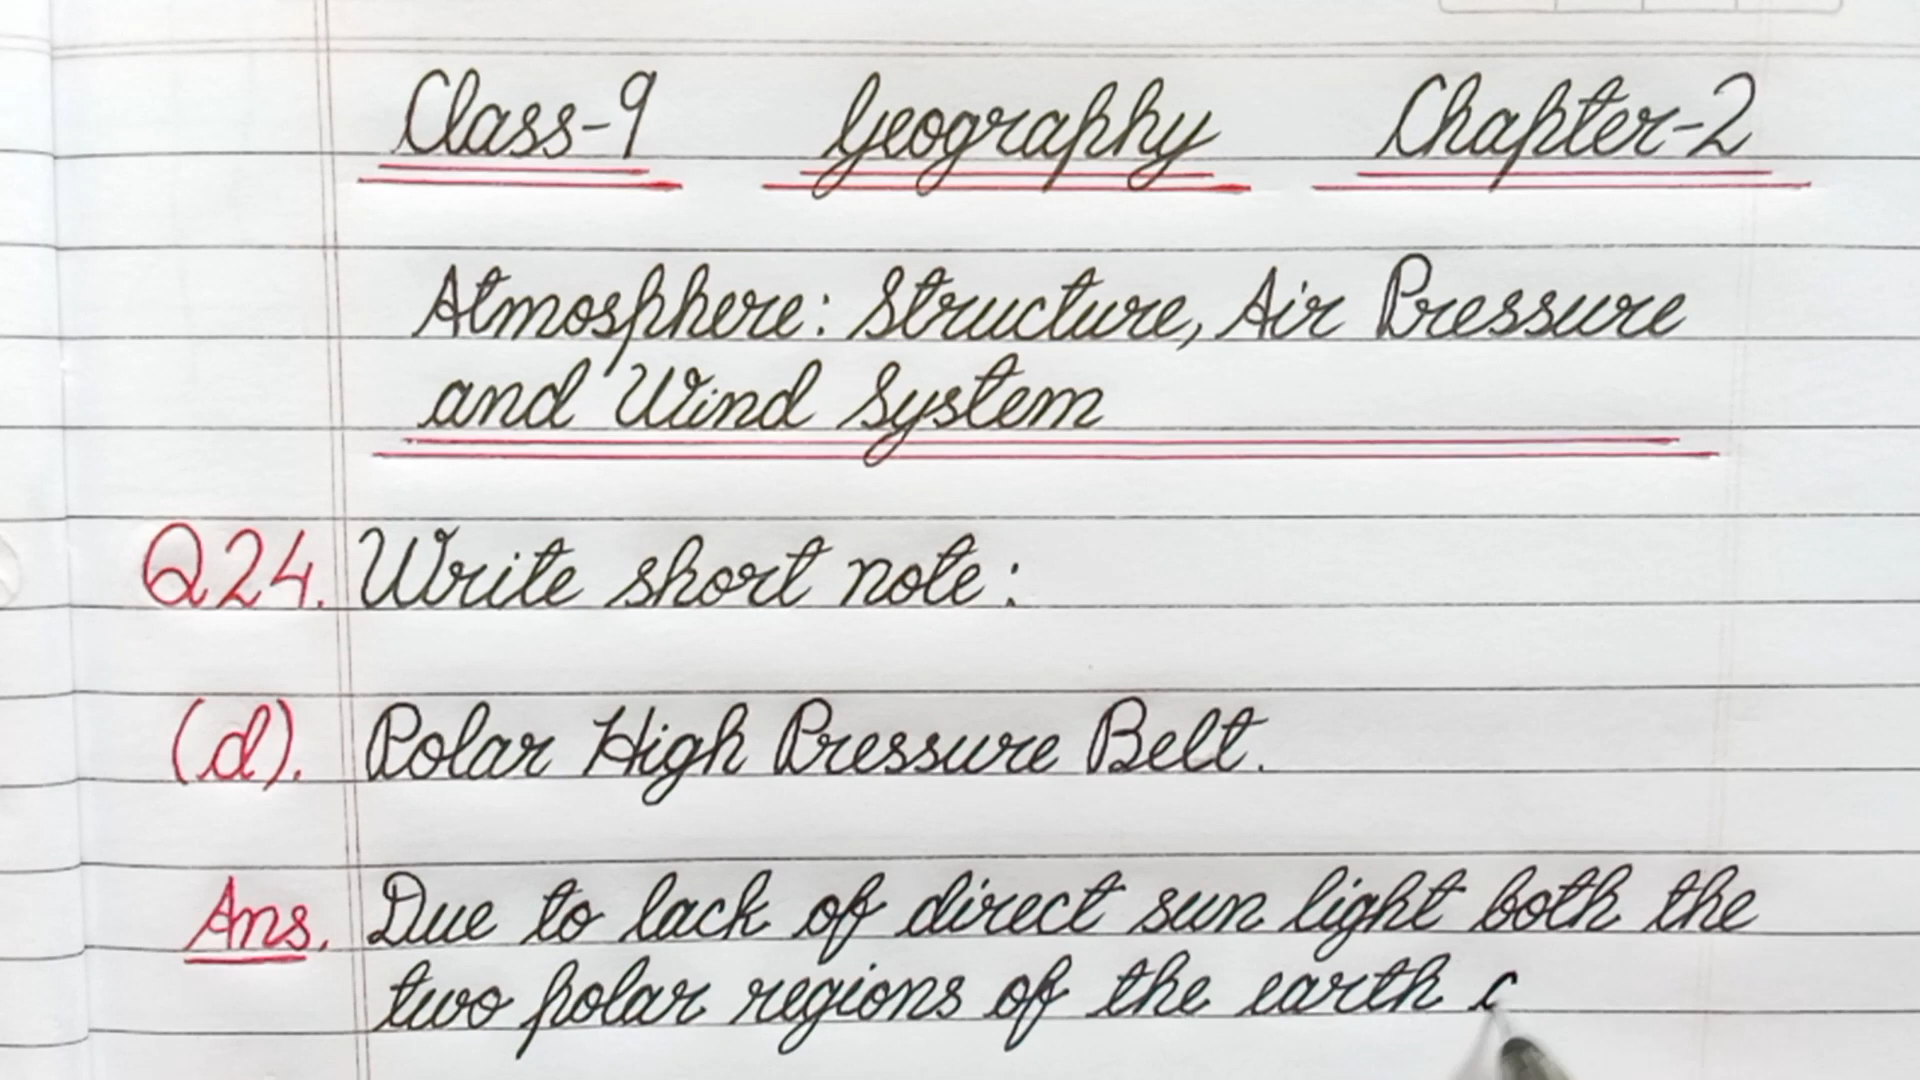 Class-9 Geography Chapter-2
Atmosphere: Structure, Air Pressure
and Wind System
Q24. Write short note:
(d). Polar High Pressure Belt.
Ans. Due to lack of direct sun light both the
two polar regions of the earth